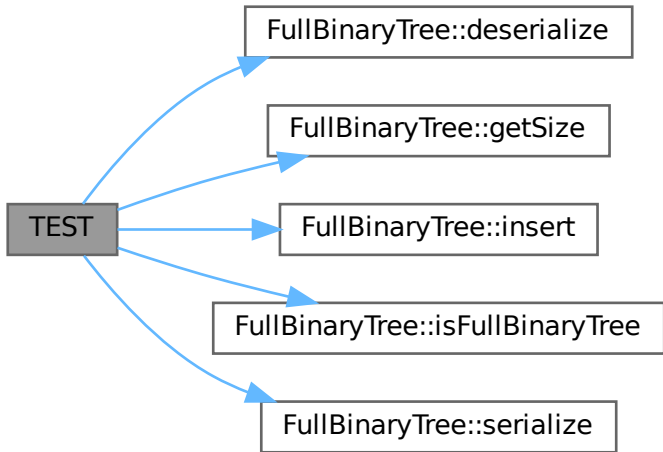 FullBinaryTree::deserialize
FullBinaryTree::getSize
TEST
FullBinaryTree::insert
FullBinaryTree::isFullBinaryTree
FullBinaryTree::serialize